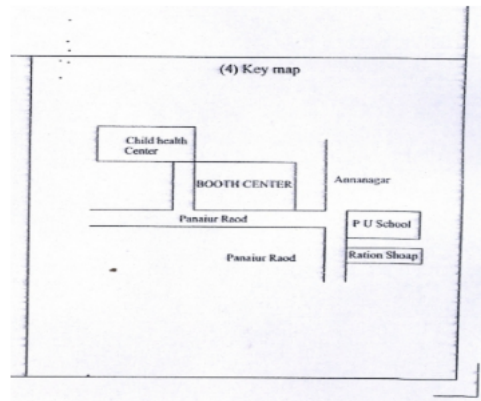 (4) Key map
Child health
Center
BOOTH CENTER
Annanagar
Panaiur Raod
P U School
Panaiur Raod
Ration Shoap